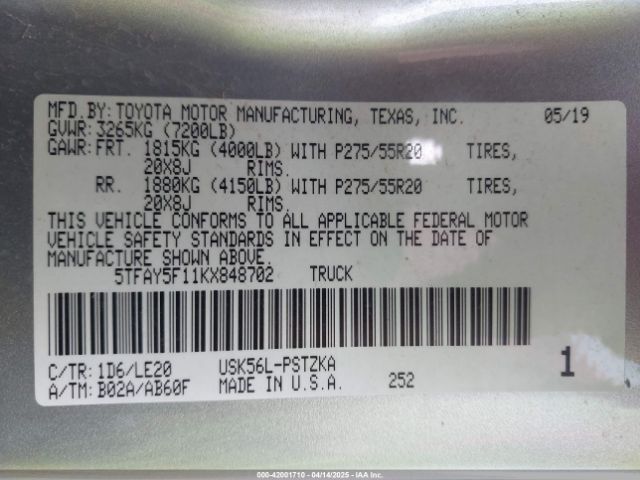 MFD.BY: TOYOTA MOTOR MANUFACTURING, TEXAS, INC. 05/19
GVWR: 3265KG (7200LB)
GAWR: FRT. 1815KG (4000LB) WITH P275/55R20 TIRES,
20X8J RIMS.
RR. 1880KG (4150LB) WITH P275/55R20 TIRES,
20X8J RIMS.
THIS VEHICLE CONFORMS TO ALL APPLICABLE FEDERAL MOTOR
VEHICLE SAFETY STANDARDS IN EFFECT ON THE DATE OF
MANUFACTURE SHOWN ABOVE.
5TFAY5F11KX848702 TRUCK
C/TR: 1D6/LE20 USK56L-PSTZKA 1
A/TM: B02A/AB60F MADE IN U.S.A. 252
000-42001710 - 04/14/2025 - COPART, IAA